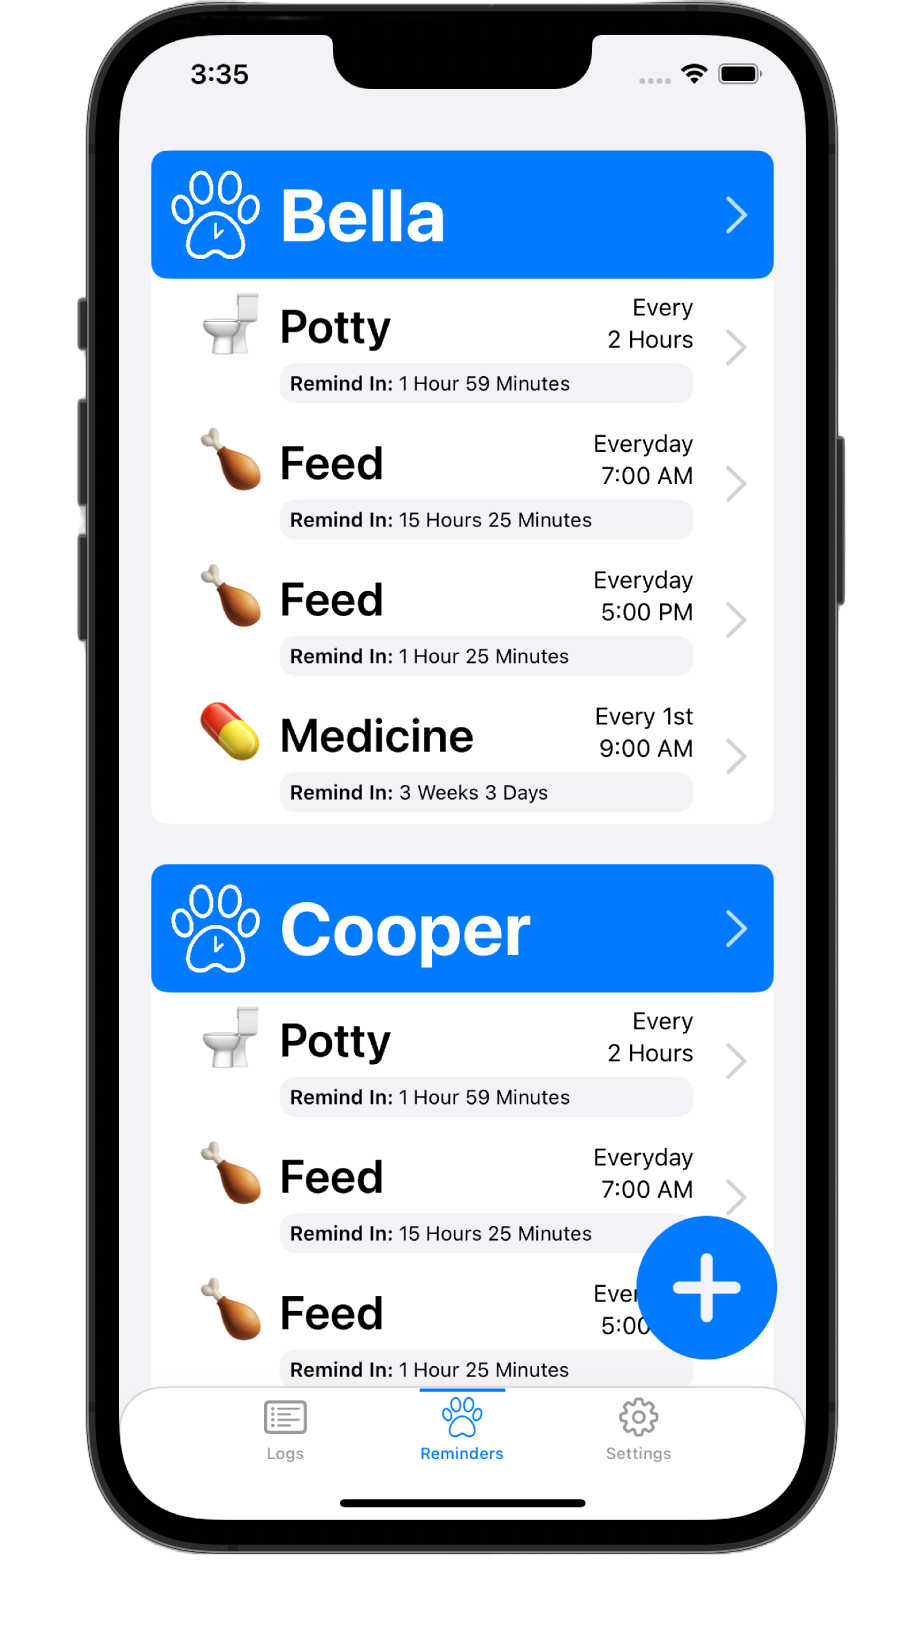 3:35
Bella
Potty
Every
2 Hours
Remind In: 1 Hour 59 Minutes
Feed
Everyday
7:00 AM
Remind In: 15 Hours 25 Minutes
Feed
Everyday
5:00 PM
Remind In: 1 Hour 25 Minutes
Medicine
Every 1st
9:00 AM
Remind In: 3 Weeks 3 Days
Cooper
Potty
Every
2 Hours
Remind In: 1 Hour 59 Minutes
Feed
Everyday
7:00 AM
Remind In: 15 Hours 25 Minutes
Feed
5:00
Remind In: 1 Hour 25 Minutes
Logs
Reminders
Settings